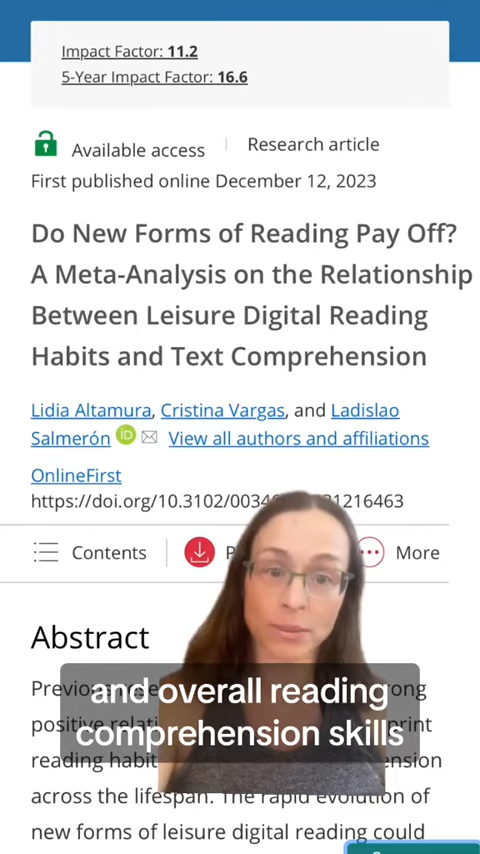 Impact Factor: 11.2
5-Year Impact Factor: 16.6
Available access
Research article
First published online December 12, 2023
Do New Forms of Reading Pay Off?
A Meta-Analysis on the Relationship
Between Leisure Digital Reading
Habits and Text Comprehension
Lidia Altamura, Cristina Vargas, and Ladislao
Salmerón iD View all authors and affiliations
OnlineFirst
https://doi.org/10.3102/003 1216463
Contents
More
Abstract
and overall reading
comprehension skills
reading
across the lifespan. The rapid evolution of
new forms of leisure digital reading could